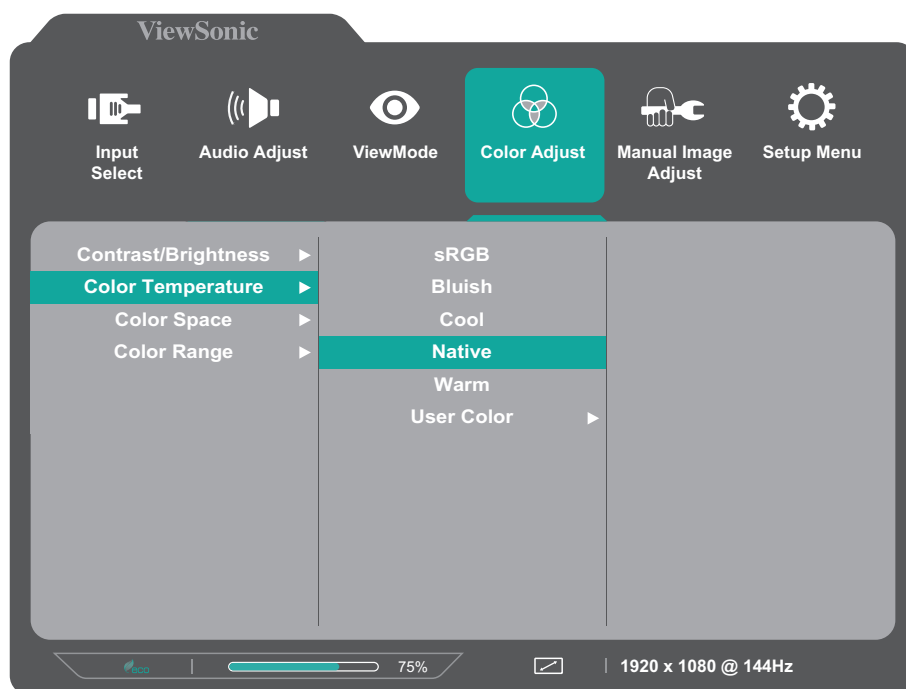 ViewSonic
Input Select
Audio Adjust
ViewMode
Color Adjust
Manual Image Adjust
Setup Menu
Contrast/Brightness
Color Temperature
Color Space
Color Range
sRGB
Bluish
Cool
Native
Warm
User Color
eco
75%
1920 x 1080 @ 144Hz